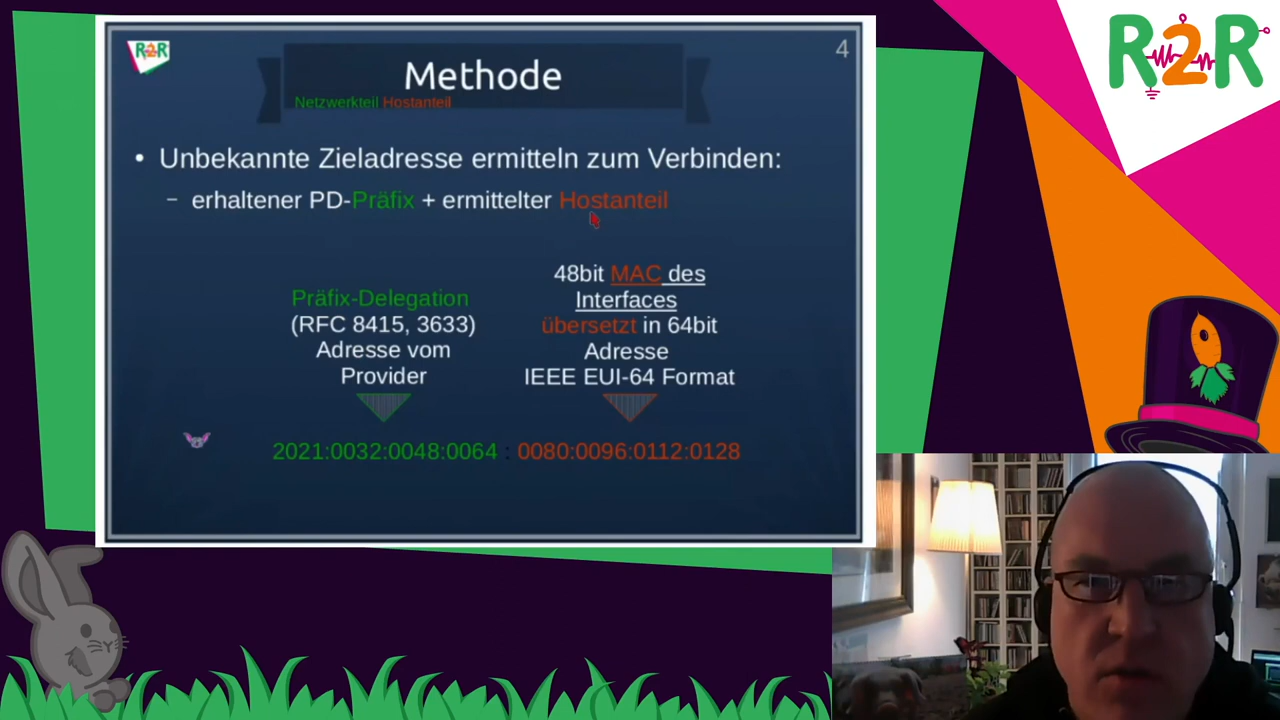 R2R
4
Methode
Netzwerkteil Hostanteil
• Unbekannte Zieladresse ermitteln zum Verbinden:
– erhaltener PD-Präfix + ermittelter Hostanteil
Präfix-Delegation
(RFC 8415, 3633)
Adresse vom
Provider
48bit MAC des
Interfaces
übersetzt in 64bit
Adresse
IEEE EUI-64 Format
2021:0032:0048:0064 : 0080:0096:0112:0128
R2R